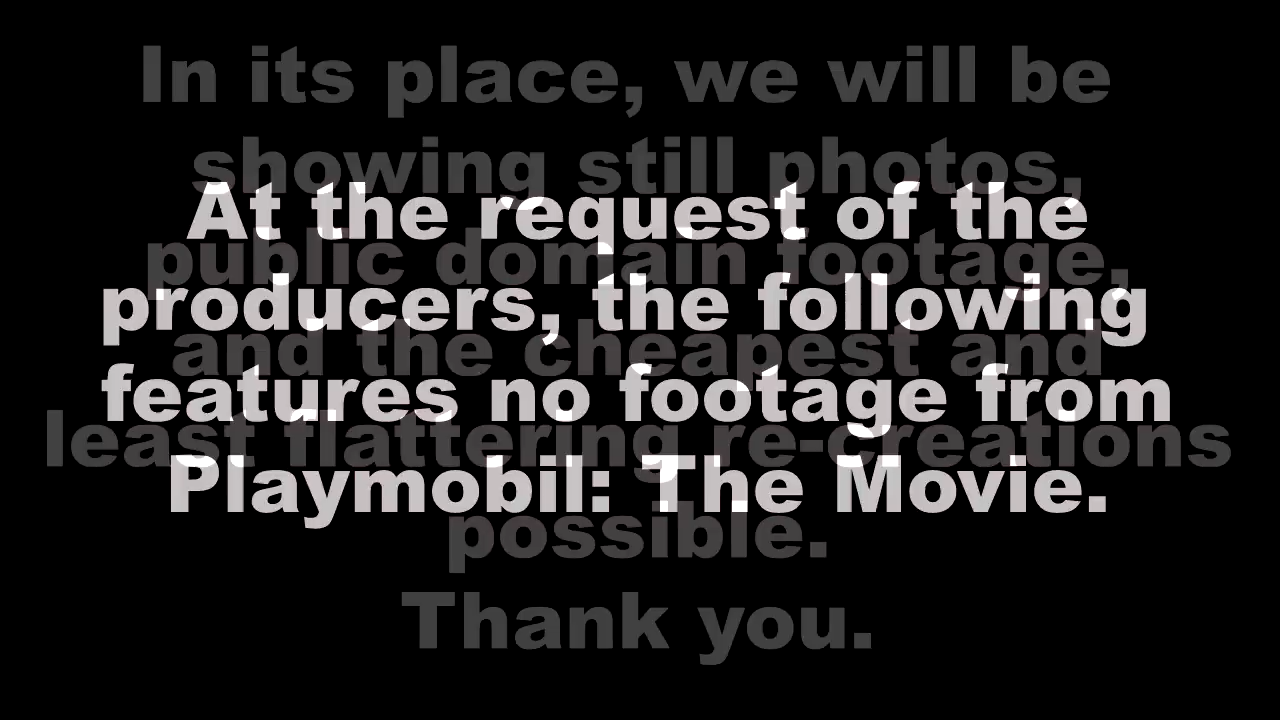 At the request of the
producers, the following
features no footage from
Playmobil: The Movie.
In its place, we will be
showing still photos,
public domain footage,
and the cheapest and
least flattering re-creations
possible.
Thank you.